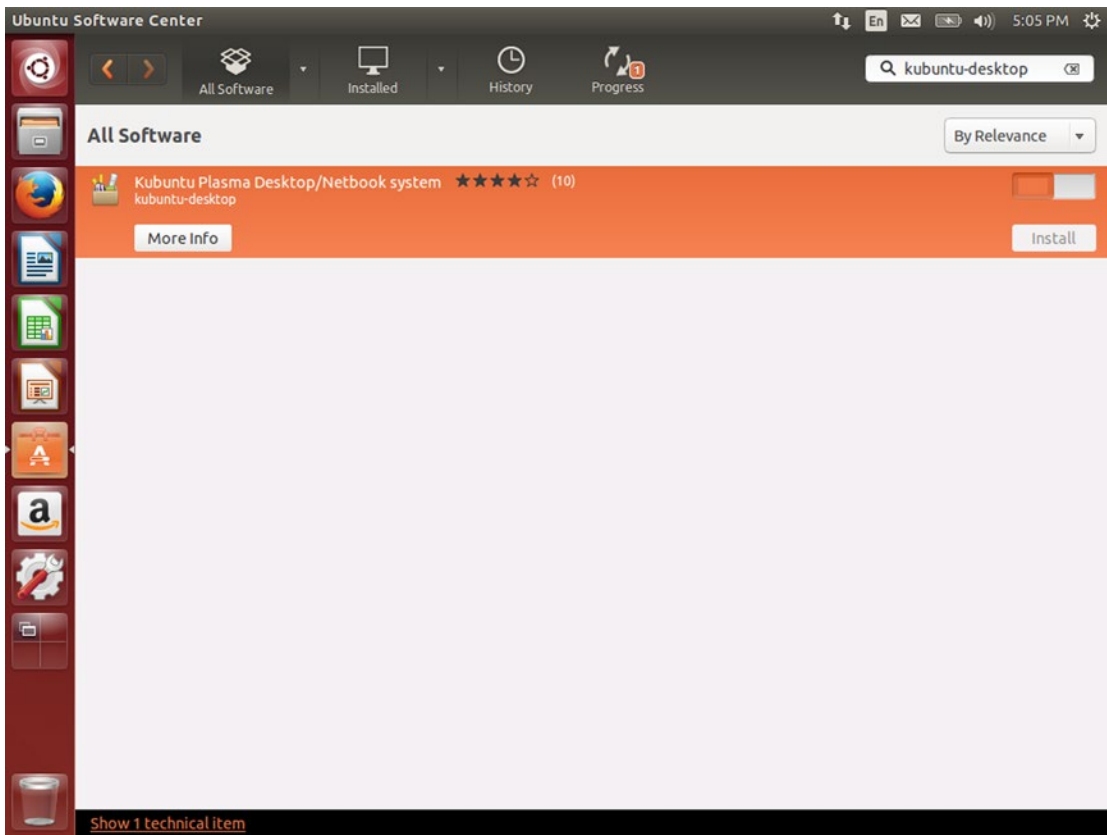 Ubuntu Software Center
En
5:05 PM
All Software
Installed
History
Progress
1
kubuntu-desktop
All Software
By Relevance
Kubuntu Plasma Desktop/Netbook system (10)
kubuntu-desktop
More Info
Install
A
a
Show 1 technical item